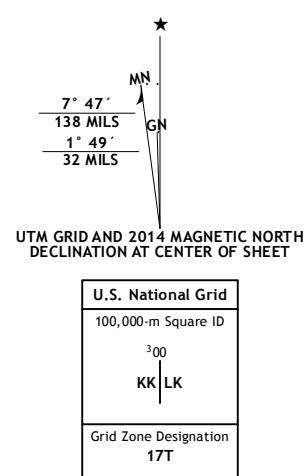 ★
MN
7° 47´
138 MILS
GN
1° 49´
32 MILS
UTM GRID AND 2014 MAGNETIC NORTH
DECLINATION AT CENTER OF SHEET
U.S. National Grid
100,000-m Square ID
³00
KK LK
Grid Zone Designation
17T